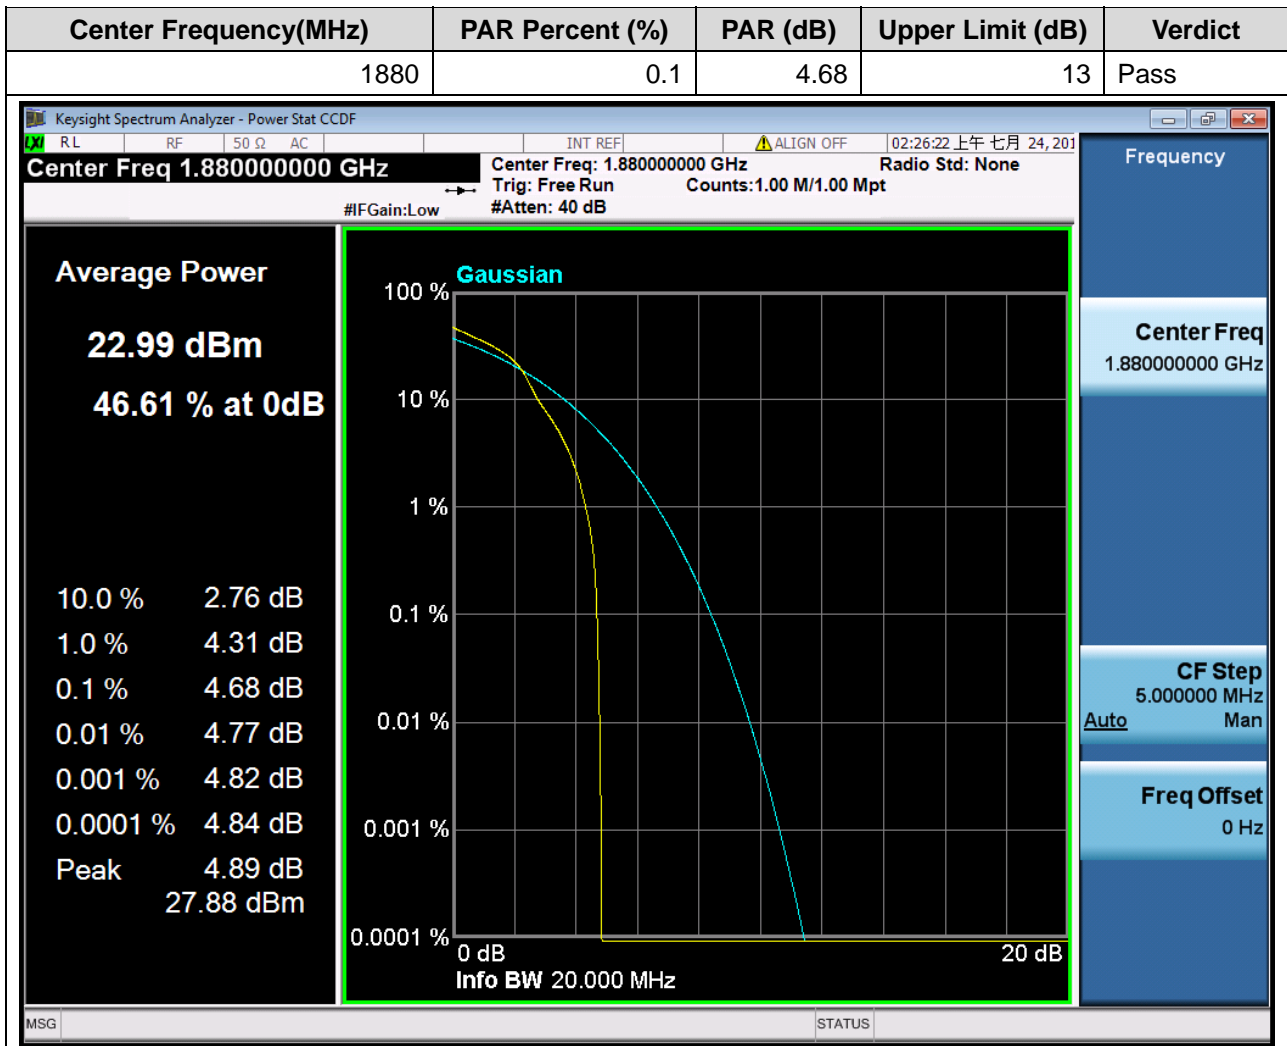 Center Frequency(MHz) PAR Percent (%) PAR (dB) Upper Limit (dB) Verdict
1880 0.1 4.68 13 Pass
Keysight Spectrum Analyzer - Power Stat CCDF
LXI RL RF 50 Ω AC INT REF ALIGN OFF 02:26:22 上午 七月 24, 201
Center Freq 1.880000000 GHz
Center Freq: 1.880000000 GHz Radio Std: None
Trig: Free Run Counts:1.00 M/1.00 Mpt
#IFGain:Low #Atten: 40 dB
Average Power
22.99 dBm
46.61 % at 0dB
10.0 % 2.76 dB
1.0 % 4.31 dB
0.1 % 4.68 dB
0.01 % 4.77 dB
0.001 % 4.82 dB
0.0001 % 4.84 dB
Peak 4.89 dB
27.88 dBm
Gaussian
100 %
10 %
1 %
0.1 %
0.01 %
0.001 %
0.0001 %
0 dB 20 dB
Info BW 20.000 MHz
Frequency
Center Freq
1.880000000 GHz
CF Step
5.000000 MHz
Auto Man
Freq Offset
0 Hz
MSG STATUS